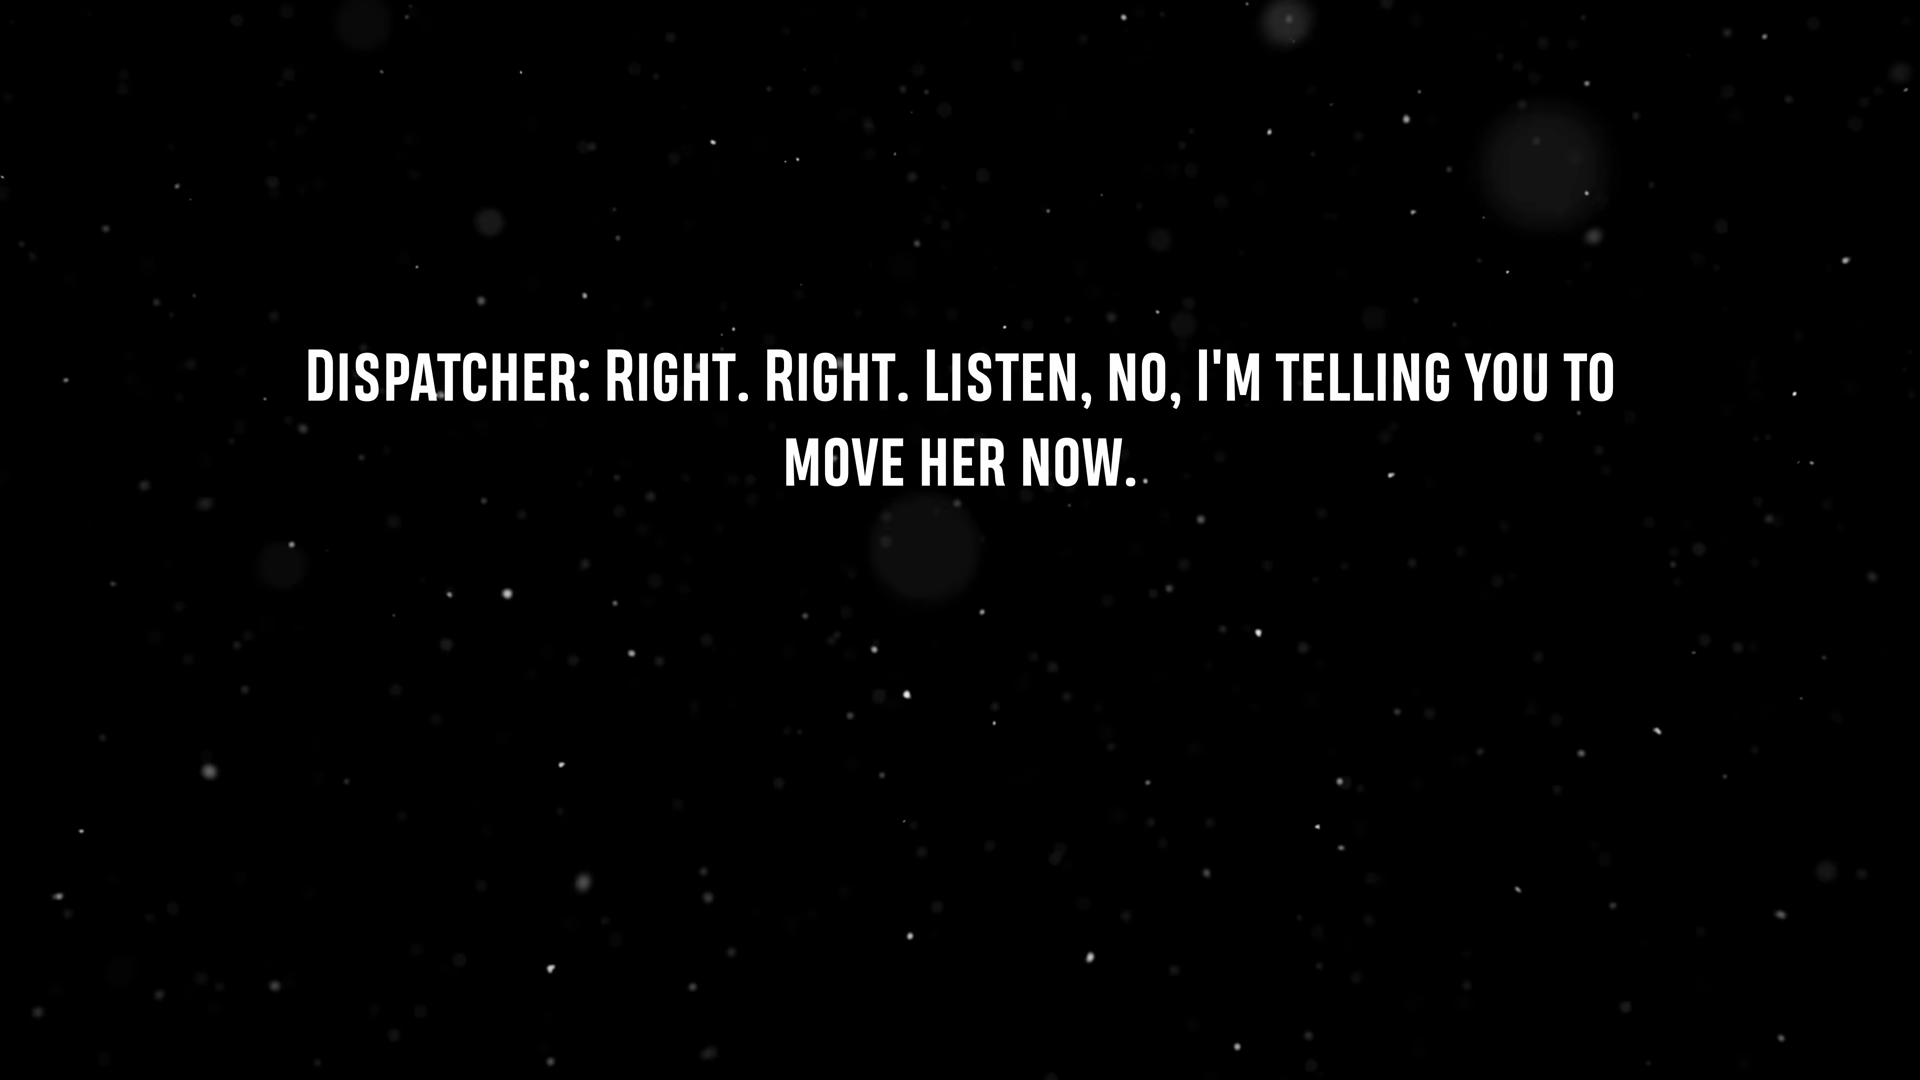 Dispatcher: Right. Right. Listen, no, I'm telling you to
move her now.